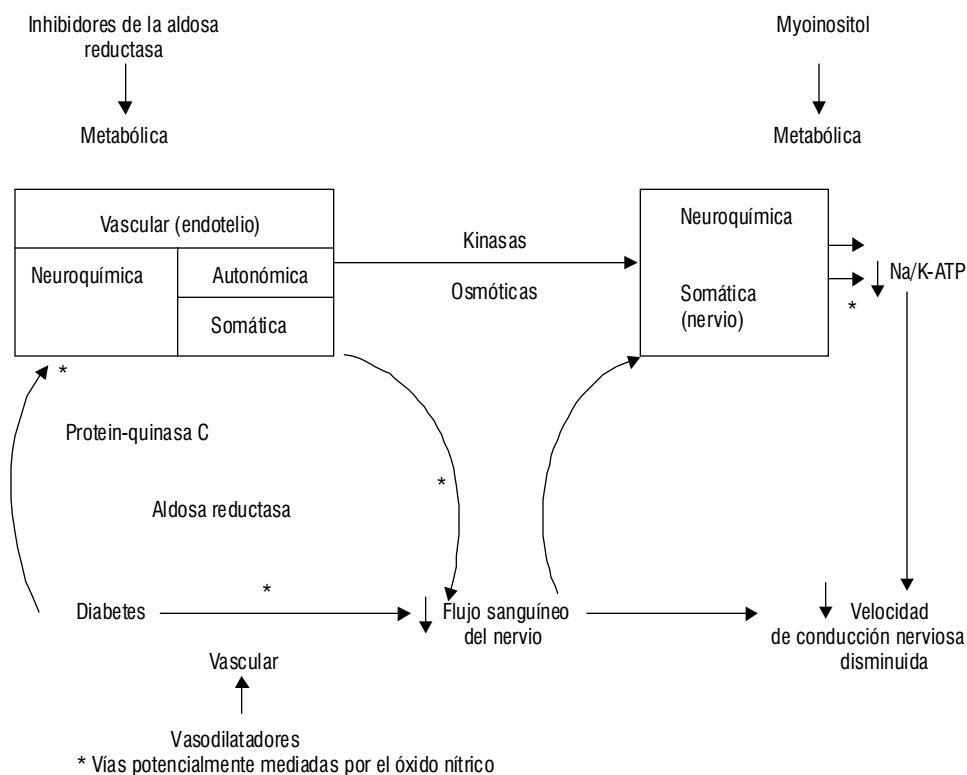 Inhibidores de la aldosa
reductasa
Myoinositol
Metabólica
Metabólica
Vascular (endotelio)
Neuroquímica
Autonómica
Somática
Kinasas
Osmóticas
Neuroquímica
Somática
(nervio)
*
Na/K-ATP
*
Protein-quinasa C
*
Aldosa reductasa
Diabetes
*
Flujo sanguíneo
del nervio
Velocidad
de conducción nerviosa
disminuida
Vascular
Vasodilatadores
* Vías potencialmente mediadas por el óxido nítrico